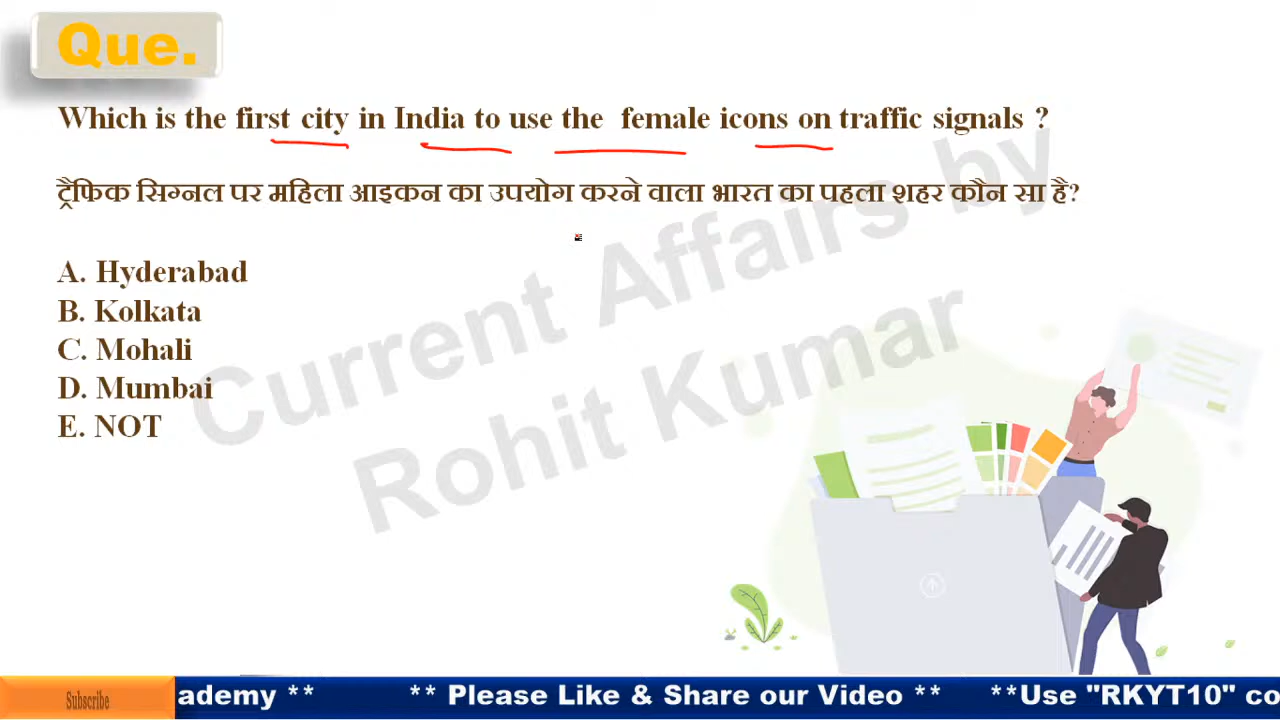 Que.
Which is the first city in India to use the female icons on traffic signals ?
ट्रैफिक सिग्नल पर महिला आइकन का उपयोग करने वाला भारत का पहला शहर कौन सा है?
A. Hyderabad
B. Kolkata
C. Mohali
D. Mumbai
E. NOT
Current Affairs by
Rohit Kumar
Subscribe
ademy ** ** Please Like & Share our Video ** **Use "RKYT10" co